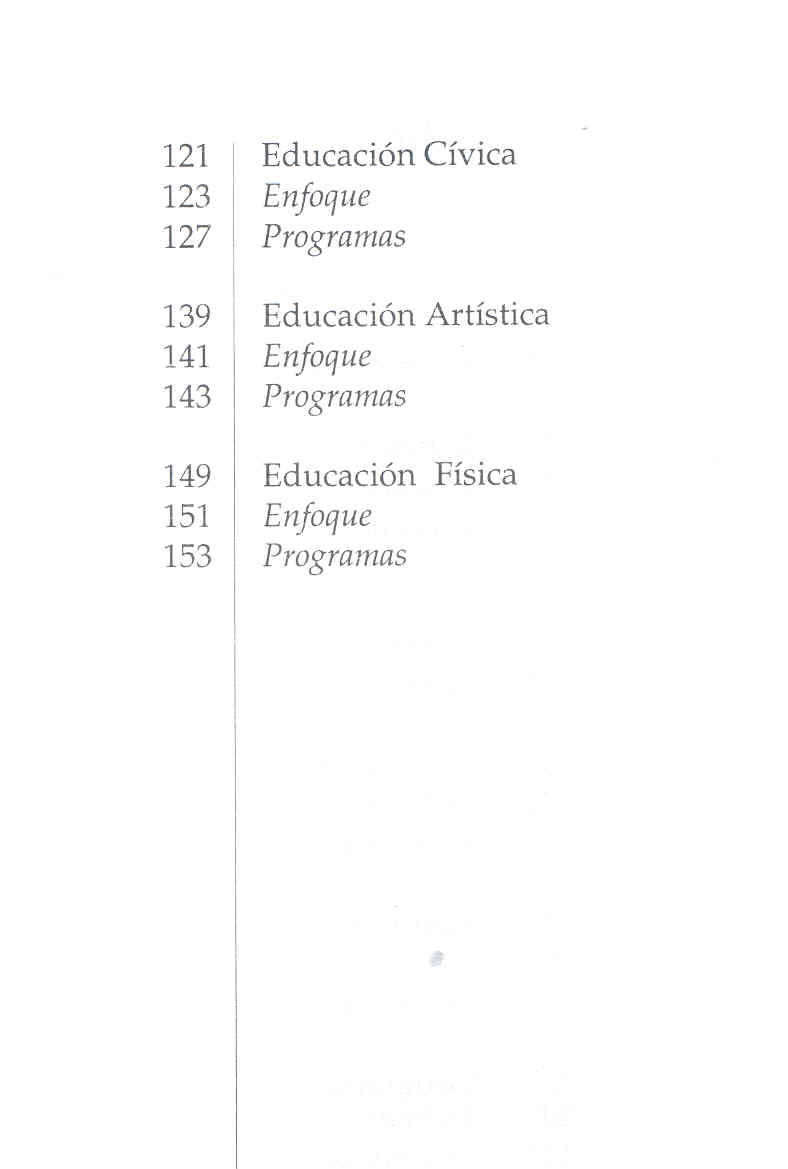 121 Educación Cívica
123 Enfoque
127 Programas
139 Educación Artística
141 Enfoque
143 Programas
149 Educación Física
151 Enfoque
153 Programas